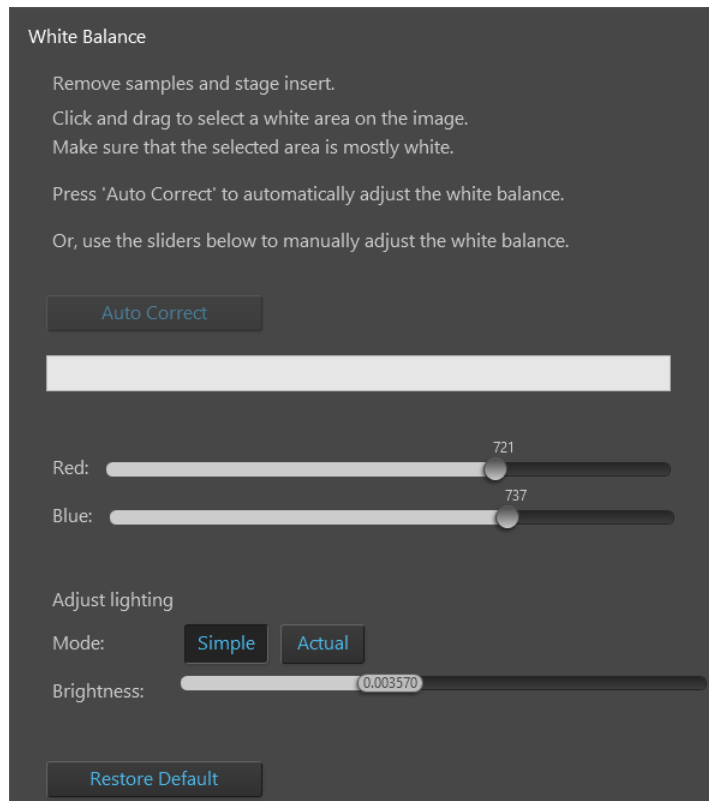 White Balance
Remove samples and stage insert.
Click and drag to select a white area on the image.
Make sure that the selected area is mostly white.
Press 'Auto Correct' to automatically adjust the white balance.
Or, use the sliders below to manually adjust the white balance.
Auto Correct
721
Red:
737
Blue:
Adjust lighting
Mode: Simple Actual
Brightness: 0.003570
Restore Default